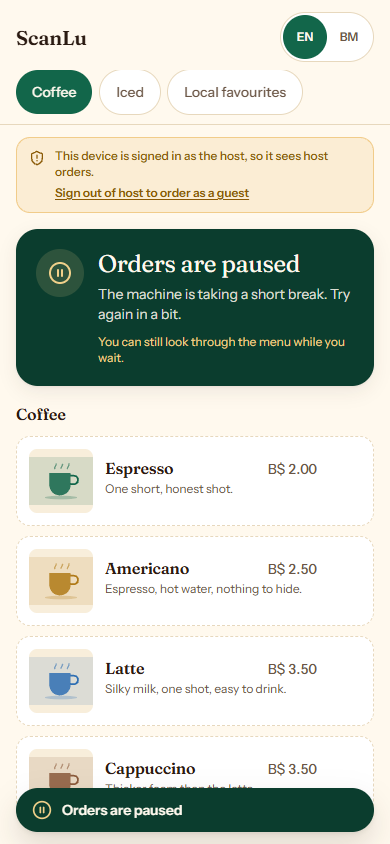 ScanLu
EN
BM
Coffee
Iced
Local favourites
This device is signed in as the host, so it sees host
orders.
Sign out of host to order as a guest
Orders are paused
The machine is taking a short break. Try
again in a bit.
You can still look through the menu while you
wait.
Coffee
Espresso
B$ 2.00
One short, honest shot.
Americano
B$ 2.50
Espresso, hot water, nothing to hide.
Latte
B$ 3.50
Silky milk, one shot, easy to drink.
Cappuccino
B$ 3.50
Orders are paused